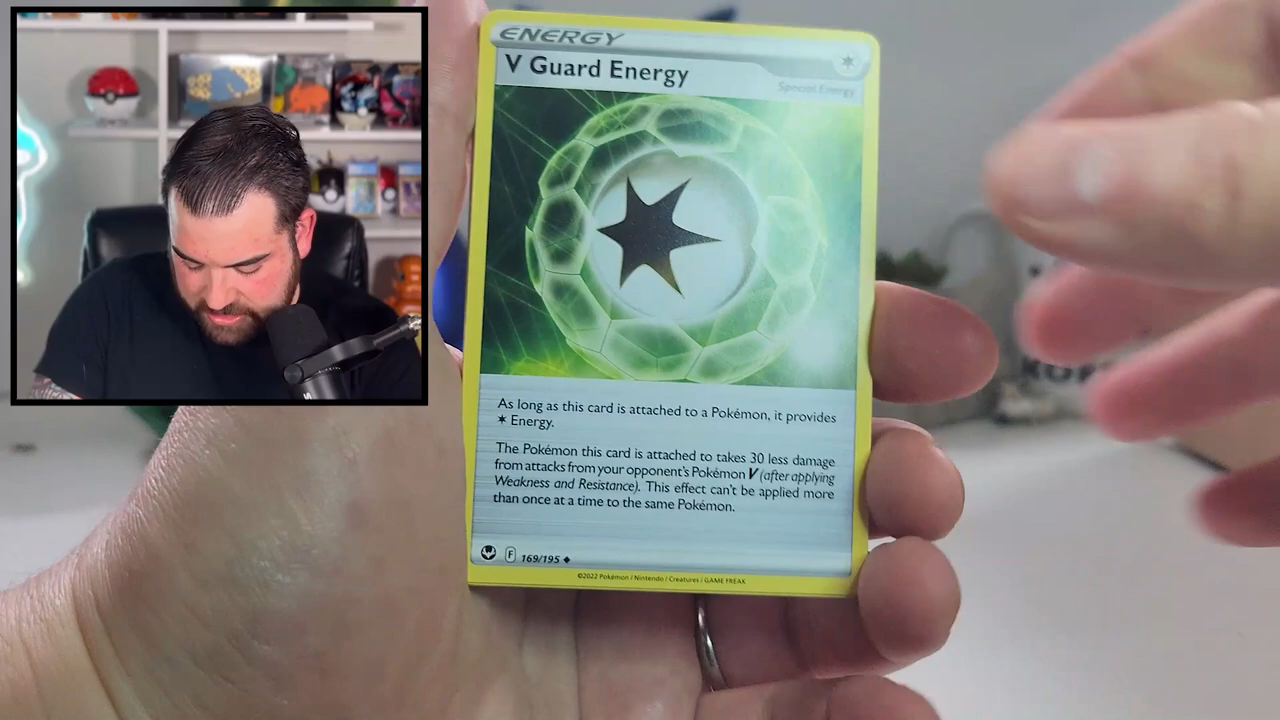 ENERGY
V Guard Energy
Special Energy
As long as this card is attached to a Pokémon, it provides
✶ Energy.
The Pokémon this card is attached to takes 30 less damage
from attacks from your opponent's Pokémon V (after applying
Weakness and Resistance). This effect can't be applied more
than once at a time to the same Pokémon.
F 169/195 ◆
©2022 Pokémon / Nintendo / Creatures / GAME FREAK